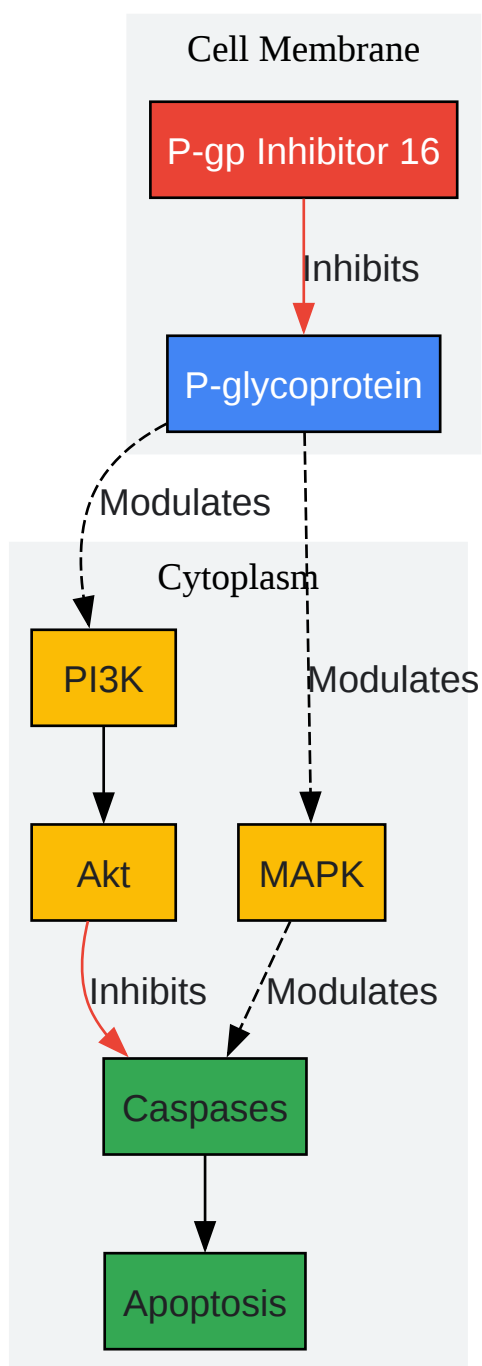 Cell Membrane
P-gp Inhibitor 16
Inhibits
P-glycoprotein
Modulates
Cytoplasm
PI3K
Modulates
Akt
MAPK
Inhibits
Modulates
Caspases
Apoptosis